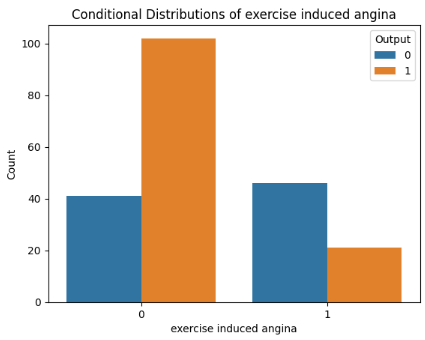 Conditional Distributions of exercise induced angina
Output
0
1
100
80
60
40
20
0
Count
0
1
exercise induced angina